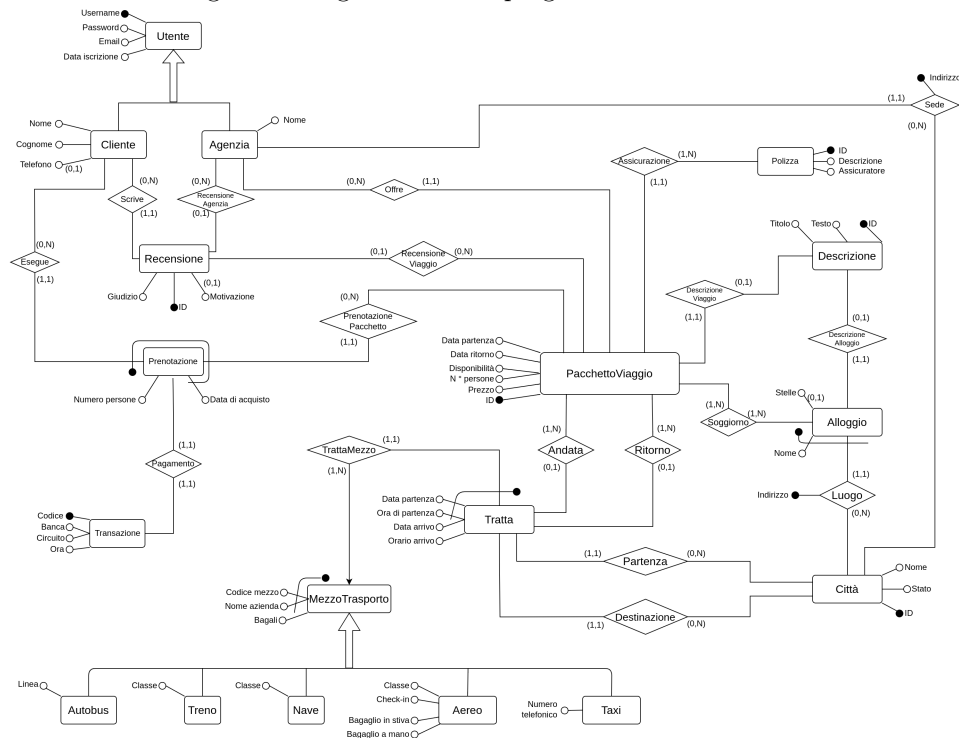 Username
Password
Email
Data iscrizione
Utente
Indirizzo
(1,1)
Sede
(0,N)
Nome
Cognome
Telefono
(0,1)
Cliente
Agenzia
Nome
(0,N)
Scrive
(1,1)
(0,N)
Recensione
Agenzia
(0,1)
(0,N)
Offre
(1,1)
Assicurazione
(1,N)
(1,1)
Polizza
ID
Descrizione
Assicuratore
Titolo
Testo
ID
Descrizione
(0,N)
Esegue
(1,1)
Recensione
(0,1)
Giudizio
Motivazione
ID
(0,1)
Recensione
Viaggio
(0,N)
Descrizione
Viaggio
(0,1)
(1,1)
(0,N)
Prenotazione
Pacchetto
(1,1)
(0,1)
Descrizione
Alloggio
(1,1)
Prenotazione
Numero persone
Data di acquisto
Data partenza
Data ritorno
Disponibilità
N ° persone
Prezzo
ID
PacchettoViaggio
Stelle
(0,1)
(1,N)
Soggiorno
(1,N)
Alloggio
Nome
(1,1)
Pagamento
(1,1)
TrattaMezzo
(1,1)
(1,N)
(1,N)
Andata
(0,1)
(1,N)
Ritorno
(0,1)
(1,1)
Indirizzo
Luogo
(0,N)
Codice
Banca
Circuito
Ora
Transazione
Data partenza
Ora di partenza
Data arrivo
Orario arrivo
Tratta
(1,1)
Partenza
(0,N)
Città
Nome
Stato
ID
Codice mezzo
Nome azienda
Bagali
MezzoTrasporto
(1,1)
Destinazione
(0,N)
Linea
Autobus
Classe
Treno
Classe
Nave
Classe
Check-in
Bagaglio in stiva
Bagaglio a mano
Aereo
Numero
telefonico
Taxi